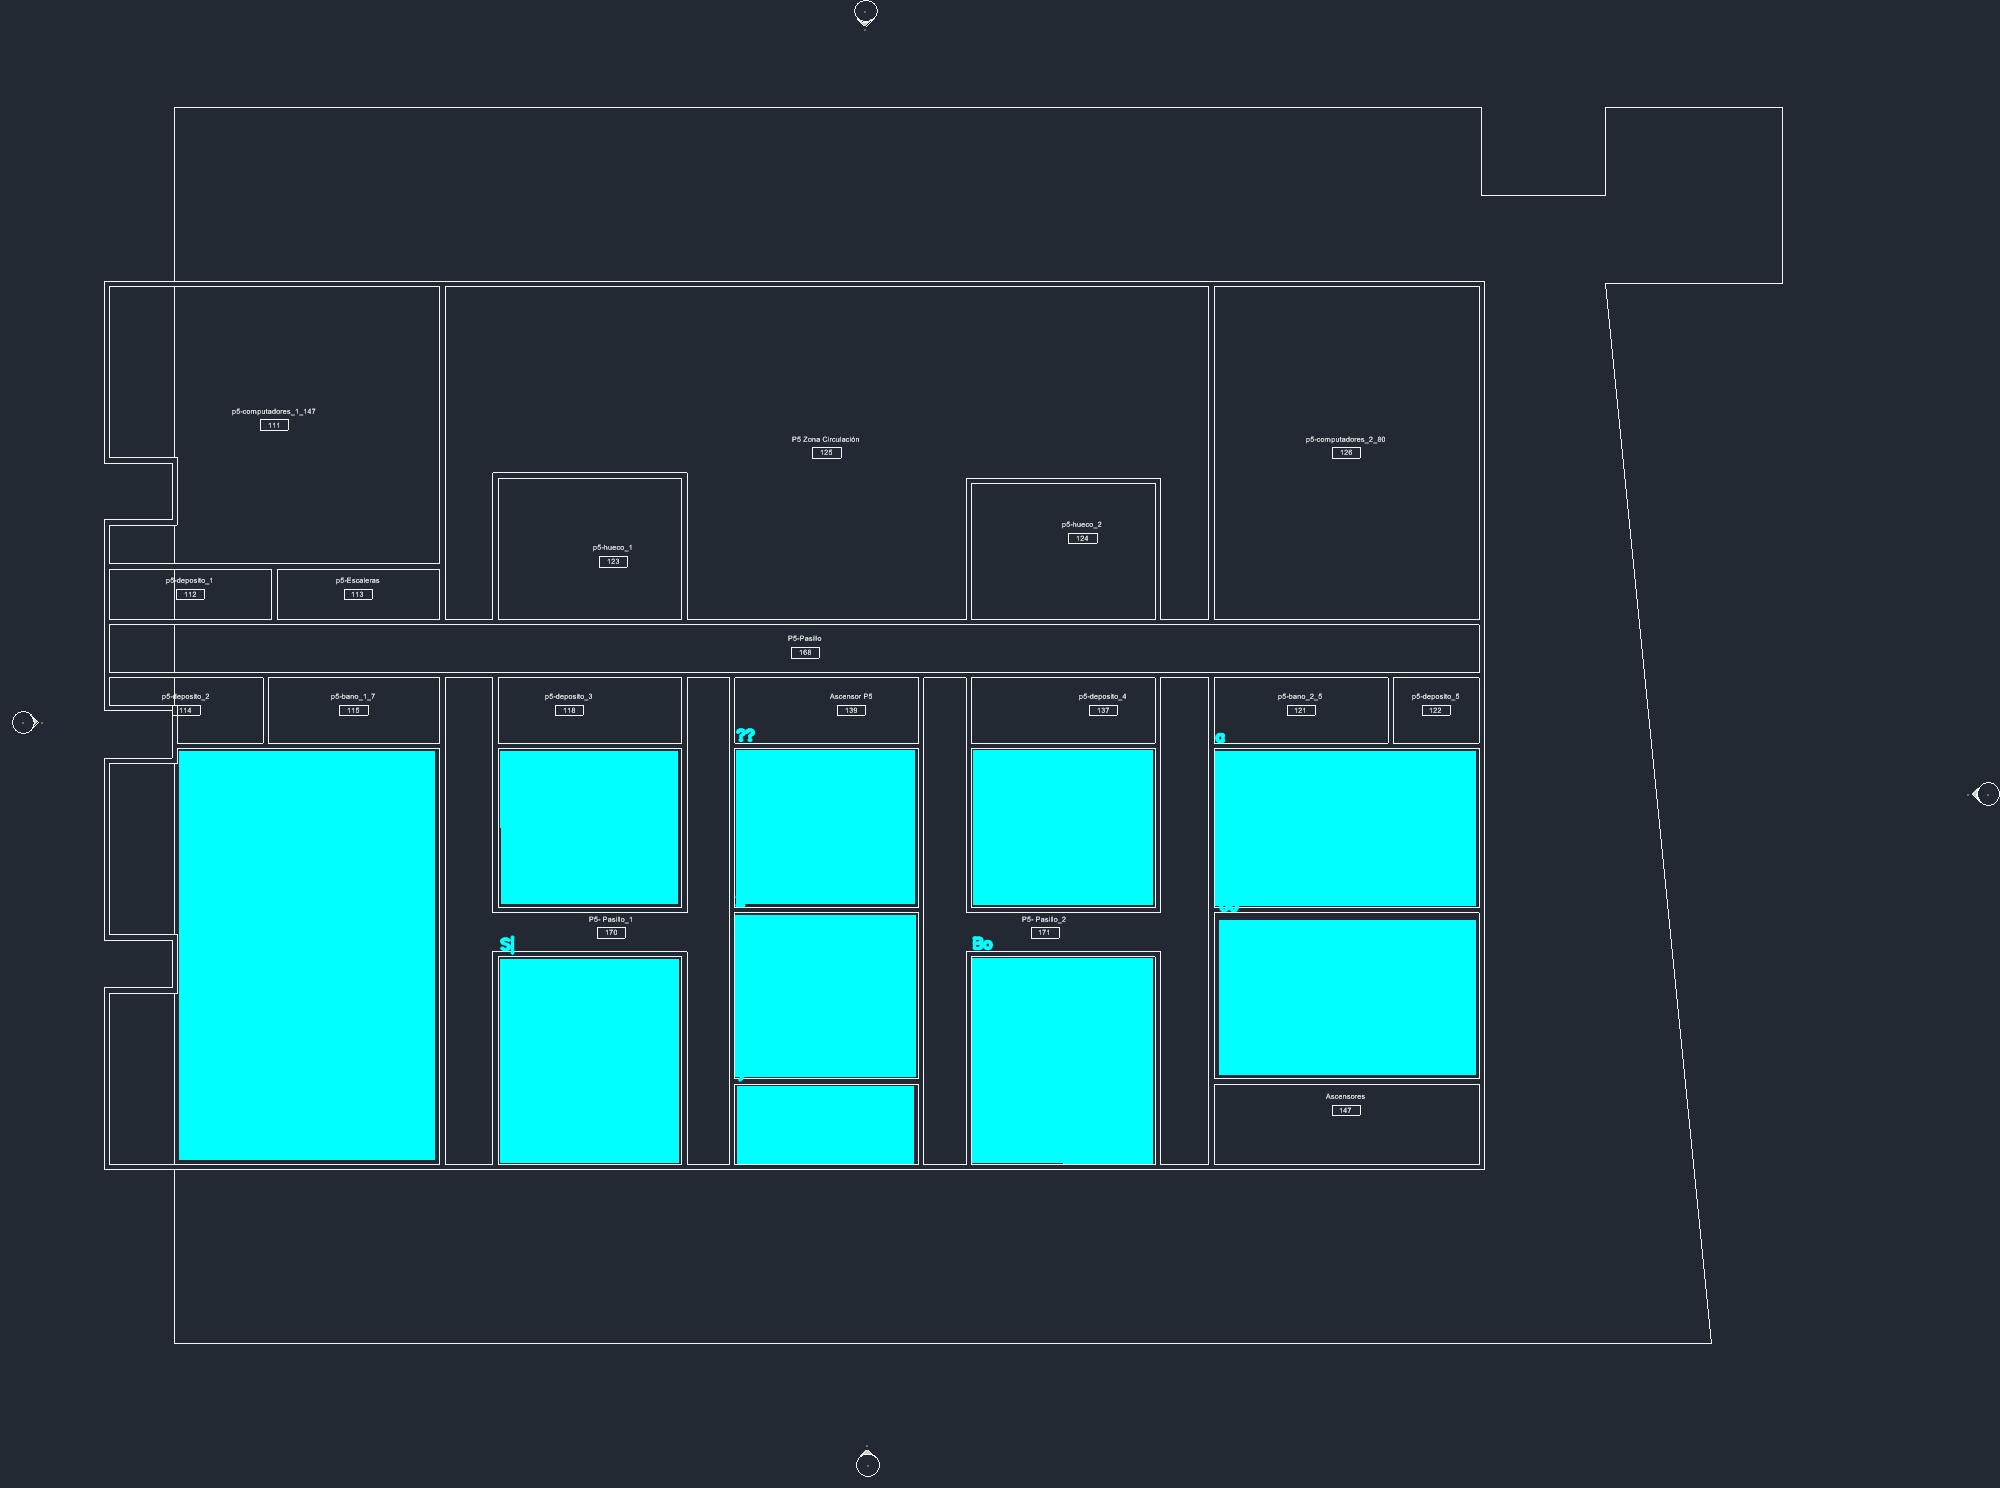 p5-computadores_1_147
111
P5 Zona Circulación
125
p5-computadores_2_80
126
p5-hueco_1
123
p5-hueco_2
124
p5-deposito_1
112
p5-Escaleras
113
P5-Pasillo
168
p5-deposito_2
114
p5-bano_1_7
115
p5-deposito_3
118
Ascensor P5
139
p5-deposito_4
137
p5-bano_2_5
121
p5-deposito_5
122
??
a
P5- Pasillo_1
170
P5- Pasillo_2
171
Bo
Ascensores
147